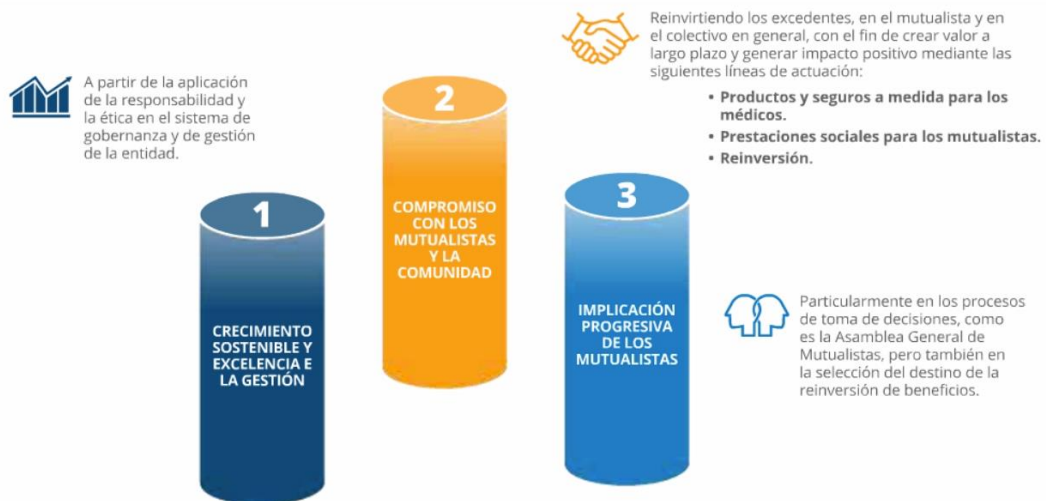 A partir de la aplicación
de la responsabilidad y
la ética en el sistema de
gobernanza y de gestión
de la entidad.
1
CRECIMIENTO
SOSTENIBLE Y
EXCELENCIA E
LA GESTIÓN
2
COMPROMISO
CON LOS
MUTUALISTAS
Y LA
COMUNIDAD
Reinvirtiendo los excedentes, en el mutualista y en
el colectivo en general, con el fin de crear valor a
largo plazo y generar impacto positivo mediante las
siguientes líneas de actuación:
• Productos y seguros a medida para los
médicos.
• Prestaciones sociales para los mutualistas.
• Reinversión.
3
IMPLICACIÓN
PROGRESIVA
DE LOS
MUTUALISTAS
Particularmente en los procesos
de toma de decisiones, como
es la Asamblea General de
Mutualistas, pero también en
la selección del destino de la
reinversión de beneficios.